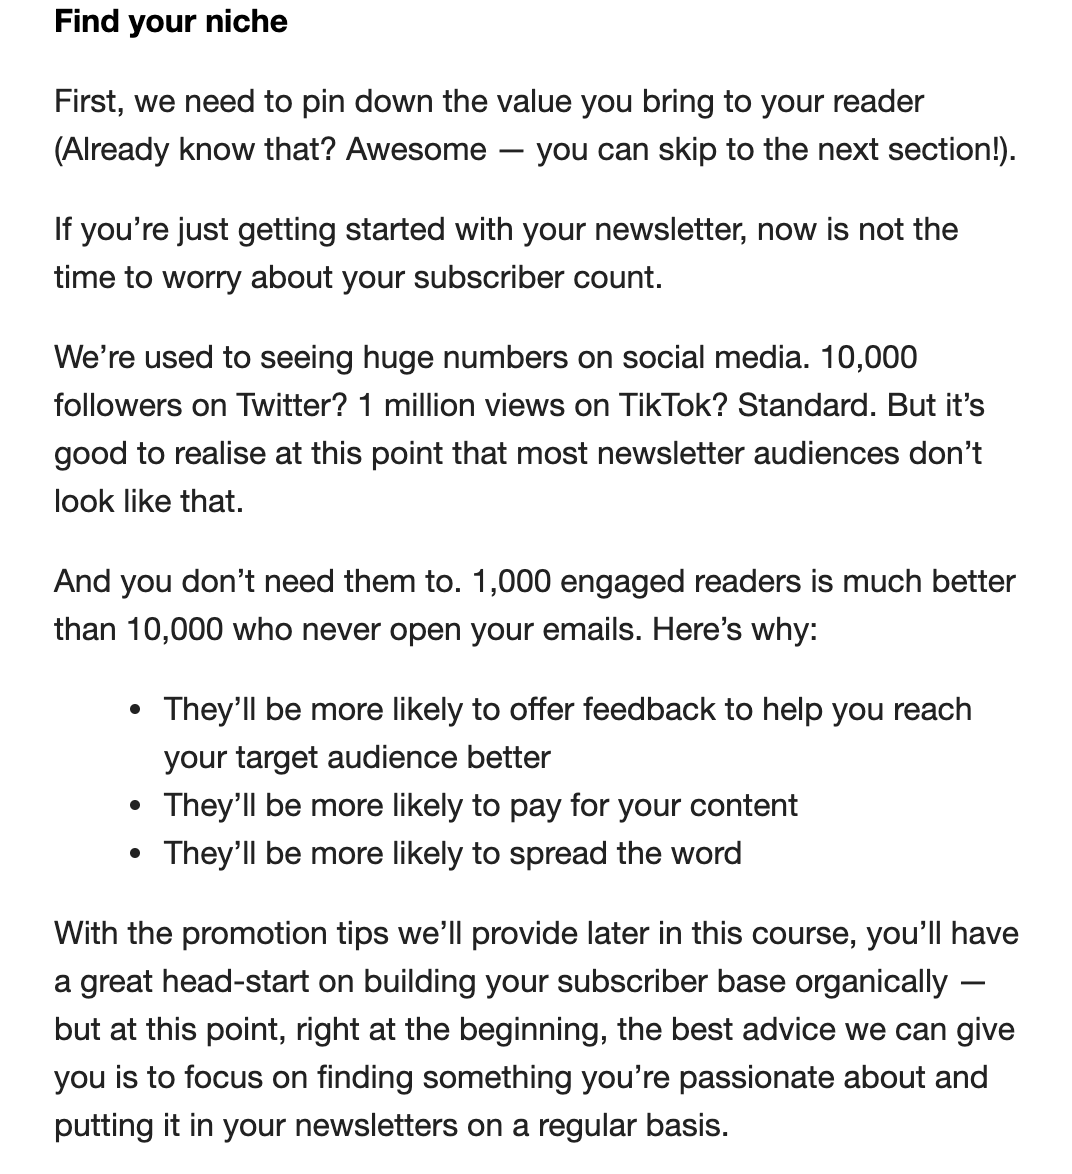 Find your niche
First, we need to pin down the value you bring to your reader
(Already know that? Awesome — you can skip to the next section!).
If you’re just getting started with your newsletter, now is not the
time to worry about your subscriber count.
We’re used to seeing huge numbers on social media. 10,000
followers on Twitter? 1 million views on TikTok? Standard. But it’s
good to realise at this point that most newsletter audiences don’t
look like that.
And you don’t need them to. 1,000 engaged readers is much better
than 10,000 who never open your emails. Here’s why:
• They’ll be more likely to offer feedback to help you reach
your target audience better
• They’ll be more likely to pay for your content
• They’ll be more likely to spread the word
With the promotion tips we’ll provide later in this course, you’ll have
a great head-start on building your subscriber base organically —
but at this point, right at the beginning, the best advice we can give
you is to focus on finding something you’re passionate about and
putting it in your newsletters on a regular basis.